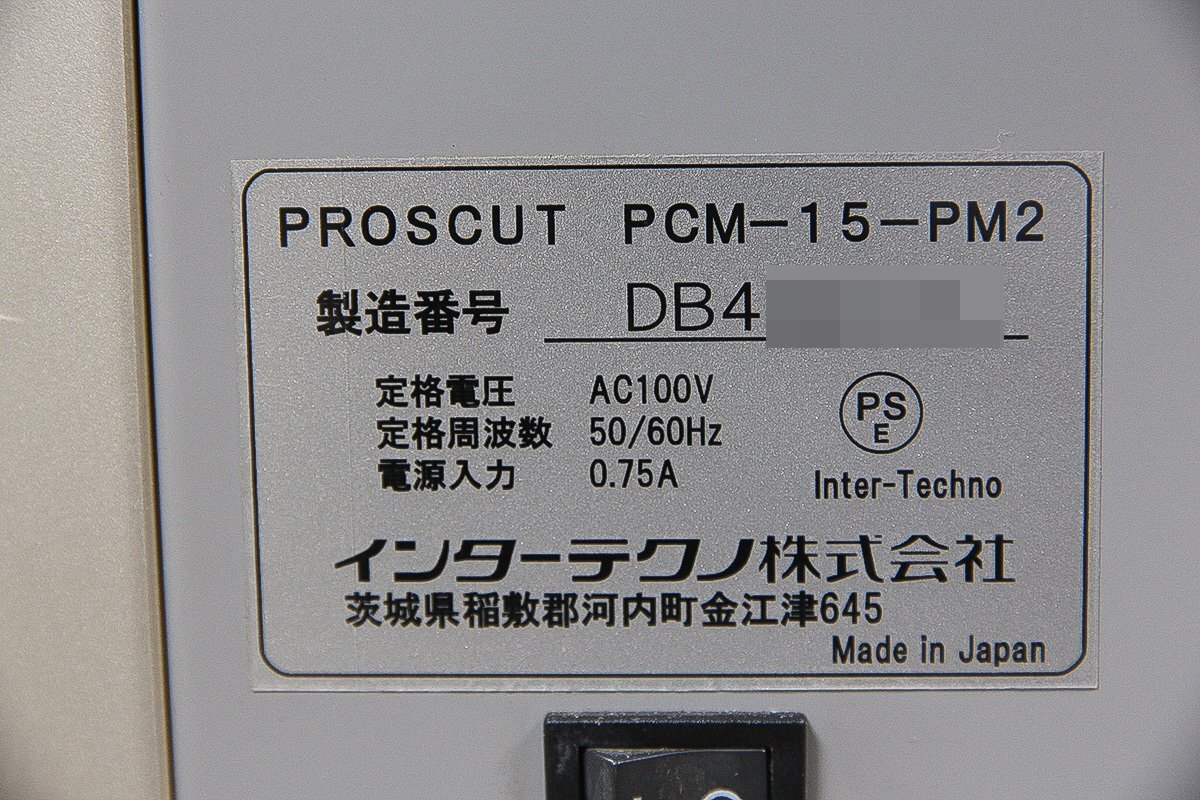 PROSCUT PCM-15-PM2
製造番号 DB4
定格電圧 AC100V
定格周波数 50/60Hz
電源入力 0.75A
PS
E
Inter-Techno
インターテクノ株式会社
茨城県稲敷郡河内町金江津645
Made in Japan